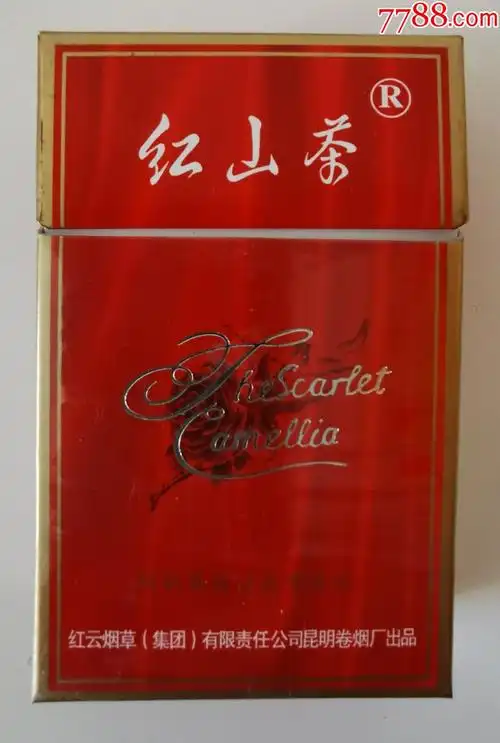 7788.com
红山茶®
The Scarlet
Camellia
红云烟草（集团）有限责任公司昆明卷烟厂出品